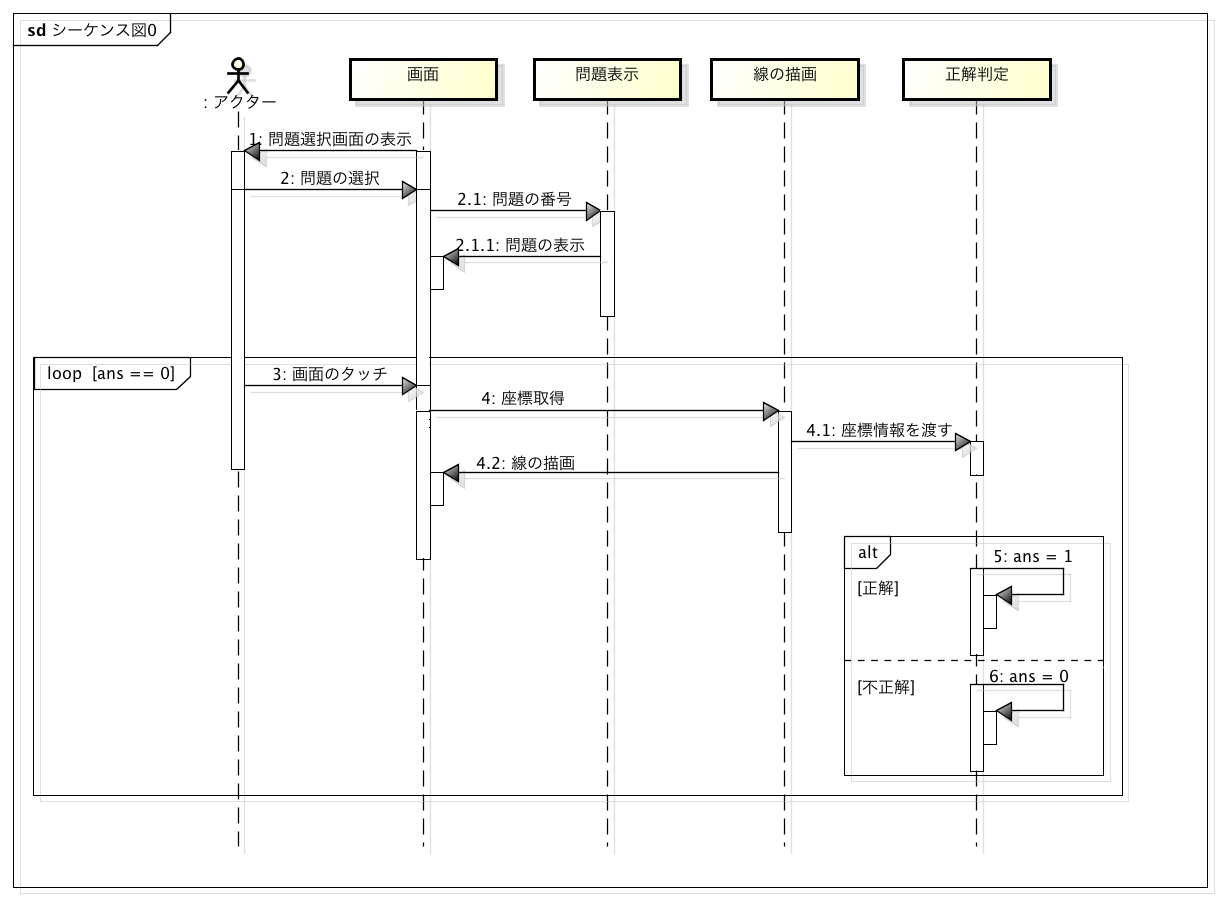 sd シーケンス図0
: アクター
画面
問題表示
線の描画
正解判定
1: 問題選択画面の表示
2: 問題の選択
2.1: 問題の番号
2.1.1: 問題の表示
loop [ans == 0]
3: 画面のタッチ
4: 座標取得
4.1: 座標情報を渡す
4.2: 線の描画
alt
5: ans = 1
[正解]
6: ans = 0
[不正解]